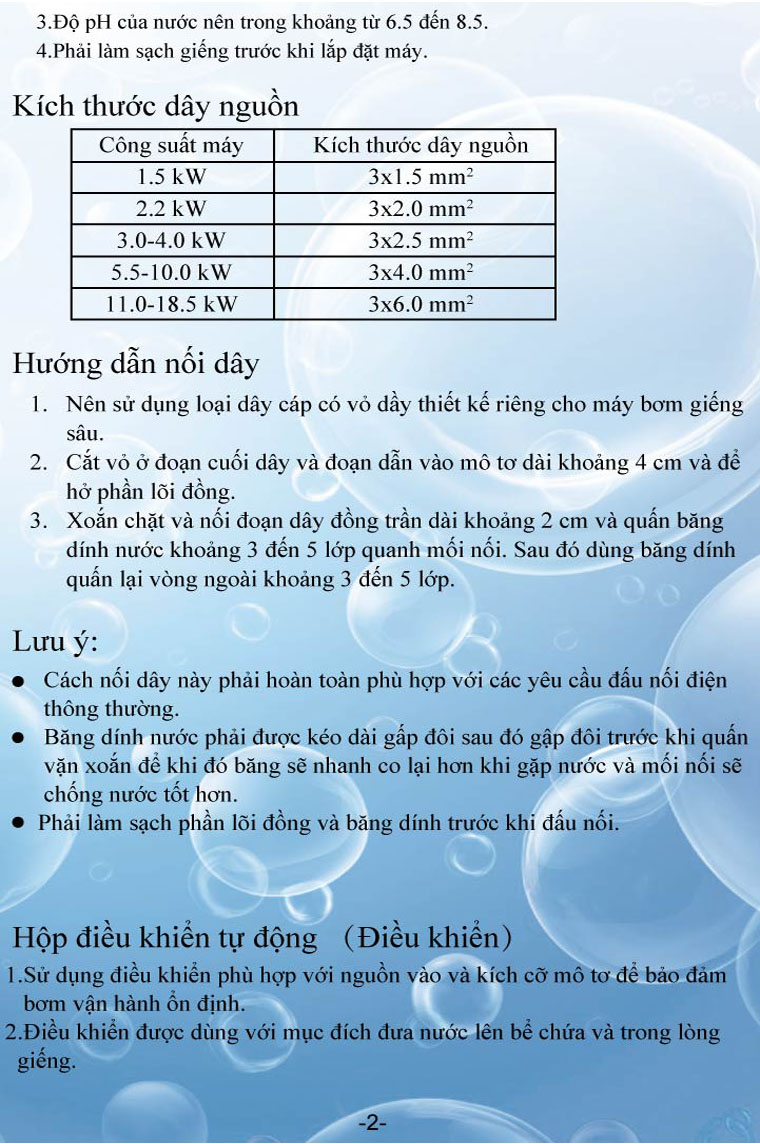 3.Độ pH của nước nên trong khoảng từ 6.5 đến 8.5.
4.Phải làm sạch giếng trước khi lắp đặt máy.
Kích thước dây nguồn
Công suất máy Kích thước dây nguồn
1.5 kW 3x1.5 mm²
2.2 kW 3x2.0 mm²
3.0-4.0 kW 3x2.5 mm²
5.5-10.0 kW 3x4.0 mm²
11.0-18.5 kW 3x6.0 mm²
Hướng dẫn nối dây
1. Nên sử dụng loại dây cáp có vỏ dầy thiết kế riêng cho máy bơm giếng
sâu.
2. Cắt vỏ ở đoạn cuối dây và đoạn dẫn vào mô tơ dài khoảng 4 cm và để
hở phần lõi đồng.
3. Xoắn chặt và nối đoạn dây đồng trần dài khoảng 2 cm và quấn băng
dính nước khoảng 3 đến 5 lớp quanh mối nối. Sau đó dùng băng dính
quấn lại vòng ngoài khoảng 3 đến 5 lớp.
Lưu ý:
● Cách nối dây này phải hoàn toàn phù hợp với các yêu cầu đấu nối điện
thông thường.
● Băng dính nước phải được kéo dài gấp đôi sau đó gập đôi trước khi quấn
vặn xoắn để khi đó băng sẽ nhanh co lại hơn khi gặp nước và mối nối sẽ
chống nước tốt hơn.
● Phải làm sạch phần lõi đồng và băng dính trước khi đấu nối.
Hộp điều khiển tự động （Điều khiển）
1.Sử dụng điều khiển phù hợp với nguồn vào và kích cỡ mô tơ để bảo đảm
bơm vận hành ổn định.
2.Điều khiển được dùng với mục đích đưa nước lên bể chứa và trong lòng
giếng.
-2-